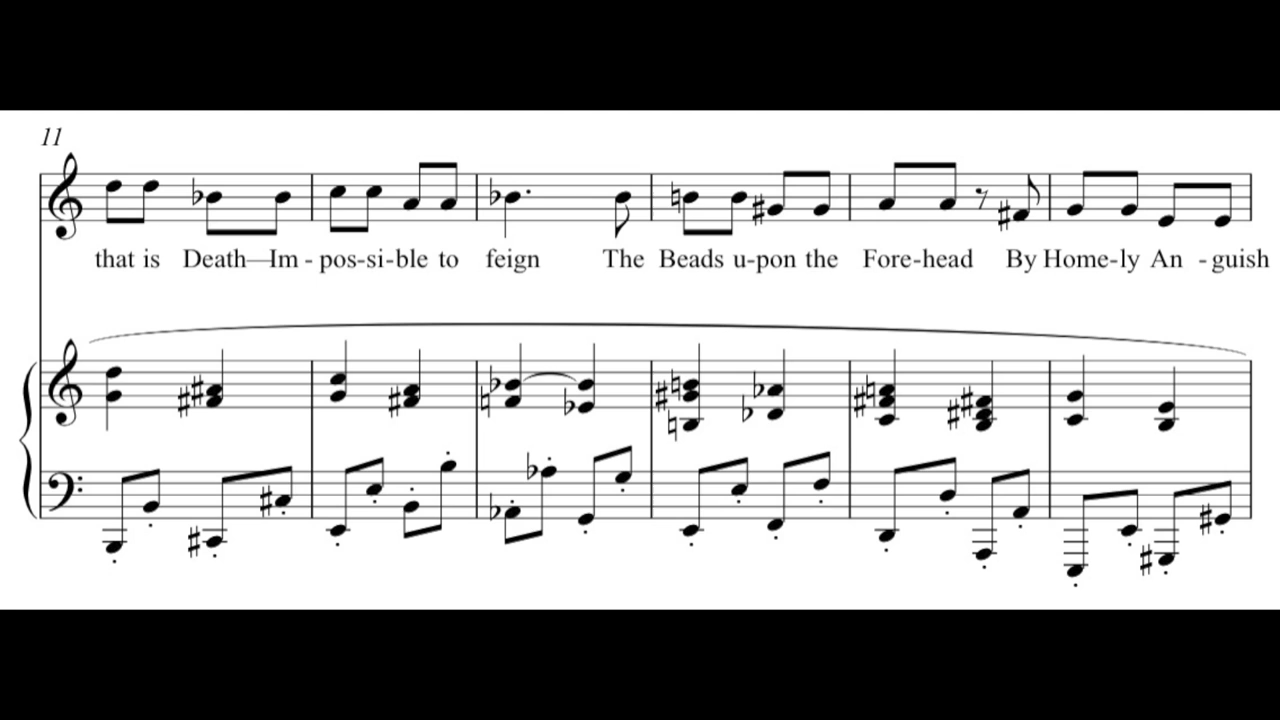 11
that is Death—Im - pos-si-ble to feign The Beads u-pon the Fore-head By Home-ly An - guish